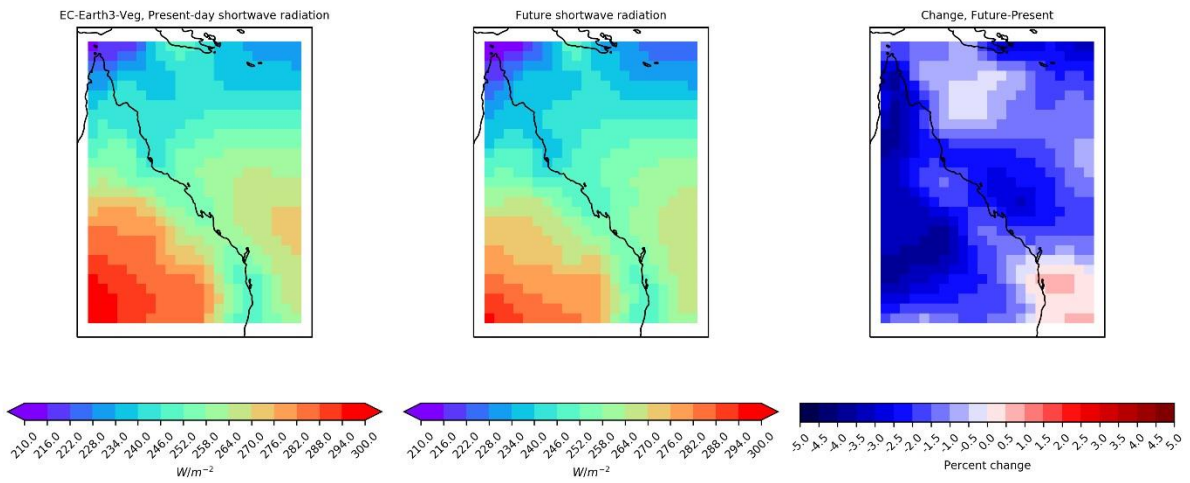 EC-Earth3-Veg, Present-day shortwave radiation
Future shortwave radiation
Change, Future-Present
210.0 216.0 222.0 228.0 234.0 240.0 246.0 252.0 258.0 264.0 270.0 276.0 282.0 288.0 294.0 300.0
W/m⁻²
210.0 216.0 222.0 228.0 234.0 240.0 246.0 252.0 258.0 264.0 270.0 276.0 282.0 288.0 294.0 300.0
W/m⁻²
-5.0 -4.5 -4.0 -3.5 -3.0 -2.5 -2.0 -1.5 -1.0 -0.5 0.0 0.5 1.0 1.5 2.0 2.5 3.0 3.5 4.0 4.5 5.0
Percent change